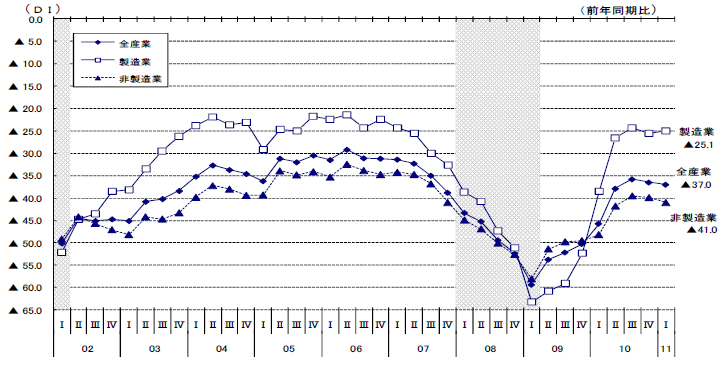 （ＤＩ）
（前年同期比）
0.0
▲ 5.0
▲ 10.0
▲ 15.0
▲ 20.0
▲ 25.0
▲ 30.0
▲ 35.0
▲ 40.0
▲ 45.0
▲ 50.0
▲ 55.0
▲ 60.0
▲ 65.0
全産業
製造業
非製造業
製造業
▲25.1
全産業
▲37.0
非製造業
▲41.0
Ⅰ Ⅱ Ⅲ Ⅳ Ⅰ Ⅱ Ⅲ Ⅳ Ⅰ Ⅱ Ⅲ Ⅳ Ⅰ Ⅱ Ⅲ Ⅳ Ⅰ Ⅱ Ⅲ Ⅳ Ⅰ Ⅱ Ⅲ Ⅳ Ⅰ Ⅱ Ⅲ Ⅳ Ⅰ Ⅱ Ⅲ Ⅳ Ⅰ Ⅱ Ⅲ Ⅳ Ⅰ
02 03 04 05 06 07 08 09 10 11